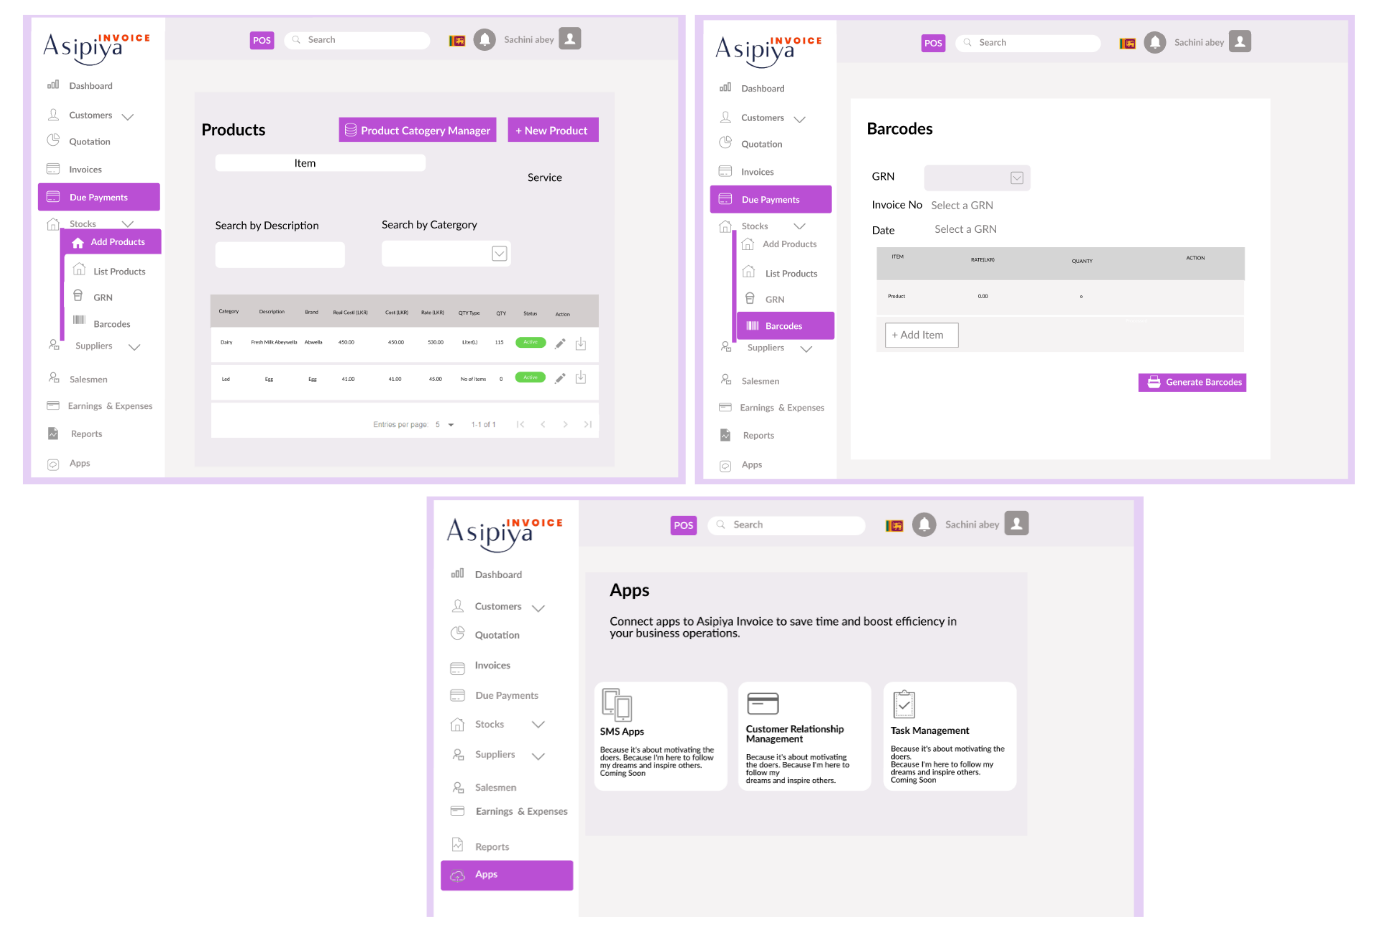 Asipiya INVOICE
POS
Search
Sachini abey
Dashboard
Customers
Quotation
Invoices
Due Payments
Stocks
Add Products
List Products
GRN
Barcodes
Suppliers
Salesmen
Earnings & Expenses
Reports
Apps
Products
Product Catogery Manager
+ New Product
Item
Service
Search by Description
Search by Catergory
Category Description Brand Real Cost (LKR) Cost (LKR) Rate (LKR) QTY Type QTY Status Action
Dairy Fresh Milk Abeywella Abwella 450.00 450.00 520.00 Liter(L) 115 Active
Led Egg Egg 41.00 41.00 45.00 No of Items 0 Active
Entries per page: 5 1-1 of 1
Asipiya INVOICE
POS
Search
Sachini abey
Dashboard
Customers
Quotation
Invoices
Due Payments
Stocks
Add Products
List Products
GRN
Barcodes
Suppliers
Salesmen
Earnings & Expenses
Reports
Apps
Barcodes
GRN
Invoice No Select a GRN
Date Select a GRN
ITEM RATE(LKR) QUANTY ACTION
Product 0.00
+ Add Item
Generate Barcodes
Asipiya INVOICE
POS
Search
Sachini abey
Dashboard
Customers
Quotation
Invoices
Due Payments
Stocks
Suppliers
Salesmen
Earnings & Expenses
Reports
Apps
Apps
Connect apps to Asipiya Invoice to save time and boost efficiency in
your business operations.
SMS Apps
Because it's about motivating the
doers. Because I'm here to follow
my dreams and inspire others.
Coming Soon
Customer Relationship
Management
Because it's about motivating
the doers. Because I'm here to
follow my
dreams and inspire others.
Task Management
Because it's about motivating the
doers.
Because I'm here to follow my
dreams and inspire others.
Coming Soon